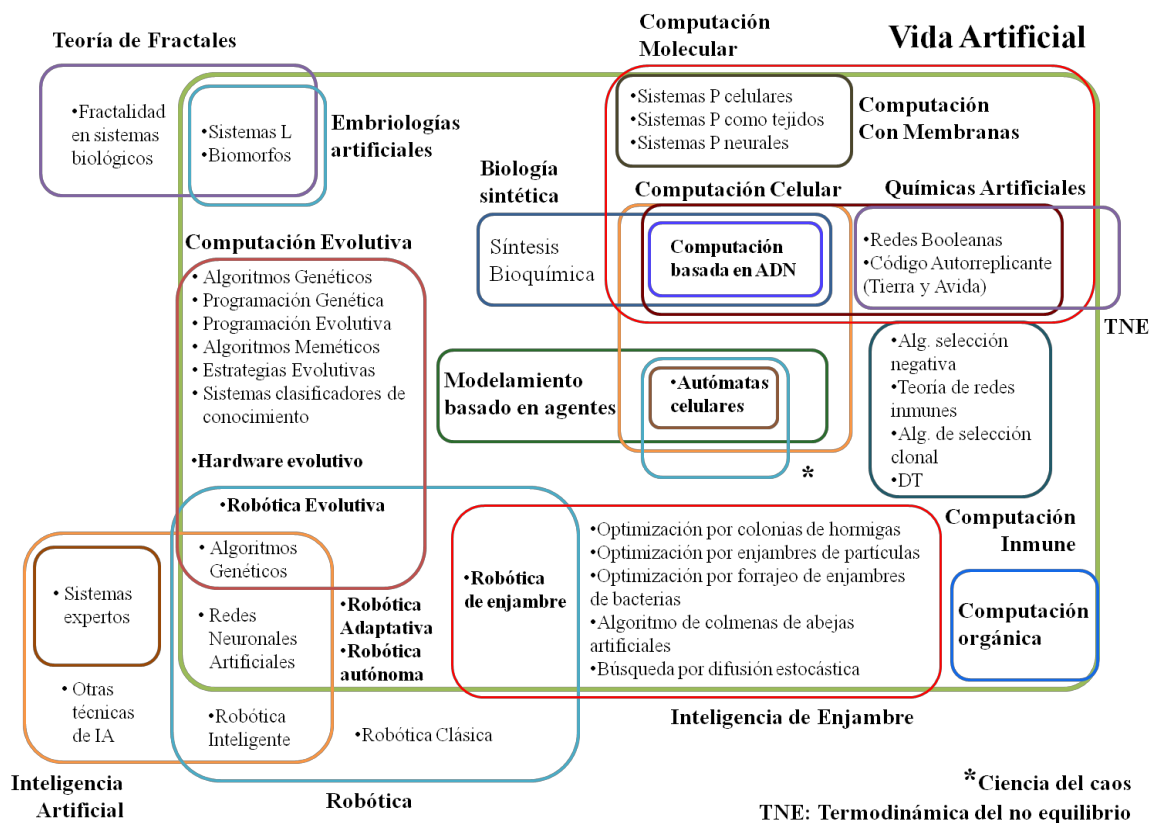 Vida Artificial
Teoría de Fractales
•Fractalidad
en sistemas
biológicos
•Sistemas L
•Biomorfos
Embriologías
artificiales
Computación
Molecular
•Sistemas P celulares
•Sistemas P como tejidos
•Sistemas P neurales
Computación
Con Membranas
Biología
sintética
Computación Celular
Químicas Artificiales
Síntesis
Bioquímica
Computación
basada en ADN
•Redes Booleanas
•Código Autorreplicante
(Tierra y Avida)
TNE
Computación Evolutiva
• Algoritmos Genéticos
• Programación Genética
• Programación Evolutiva
• Algoritmos Meméticos
• Estrategias Evolutivas
• Sistemas clasificadores de
conocimiento
•Hardware evolutivo
•Robótica Evolutiva
• Algoritmos
Genéticos
Modelamiento
basado en agentes
•Autómatas
celulares
*
•Alg. selección
negativa
•Teoría de redes
inmunes
•Alg. de selección
clonal
•DT
Computación
Inmune
• Sistemas
expertos
• Redes
Neuronales
Artificiales
•Robótica
Adaptativa
•Robótica
autónoma
•Robótica
de enjambre
•Optimización por colonias de hormigas
•Optimización por enjambres de partículas
•Optimización por forrajeo de enjambres
de bacterias
•Algoritmo de colmenas de abejas
artificiales
•Búsqueda por difusión estocástica
Computación
orgánica
• Otras
técnicas
de IA
•Robótica
Inteligente
•Robótica Clásica
Inteligencia de Enjambre
Inteligencia
Artificial
Robótica
*Ciencia del caos
TNE: Termodinámica del no equilibrio